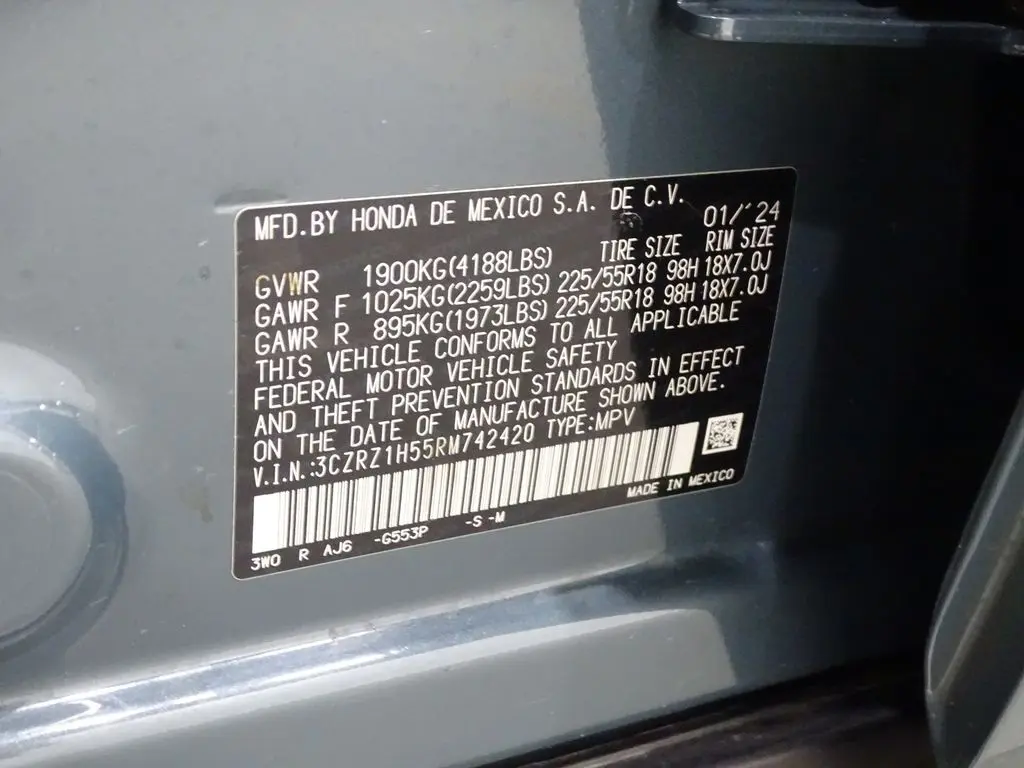 MFD.BY HONDA DE MEXICO S.A. DE C.V. 01/'24
TIRE SIZE RIM SIZE
GVWR 1900KG(4188LBS)
GAWR F 1025KG(2259LBS) 225/55R18 98H 18X7.0J
GAWR R 895KG(1973LBS) 225/55R18 98H 18X7.0J
THIS VEHICLE CONFORMS TO ALL APPLICABLE
FEDERAL MOTOR VEHICLE SAFETY
AND THEFT PREVENTION STANDARDS IN EFFECT
ON THE DATE OF MANUFACTURE SHOWN ABOVE.
V.I.N.:3CZRZ1H55RM742420 TYPE:MPV
MADE IN MEXICO
3WO R AJ6 -G553P -S -M